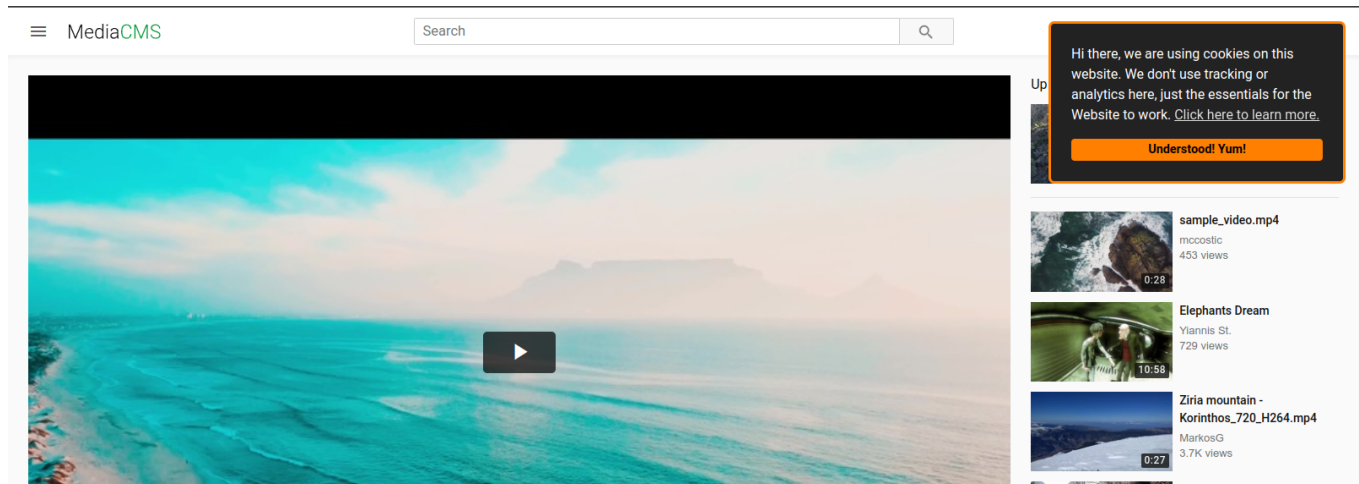 MediaCMS
Search
Hi there, we are using cookies on this
website. We don't use tracking or
analytics here, just the essentials for the
Website to work. Click here to learn more.
Understood! Yum!
Up
sample_video.mp4
mccostic
453 views
0:28
Elephants Dream
Yiannis St.
729 views
10:58
Ziria mountain -
Korinthos_720_H264.mp4
MarkosG
3.7K views
0:27